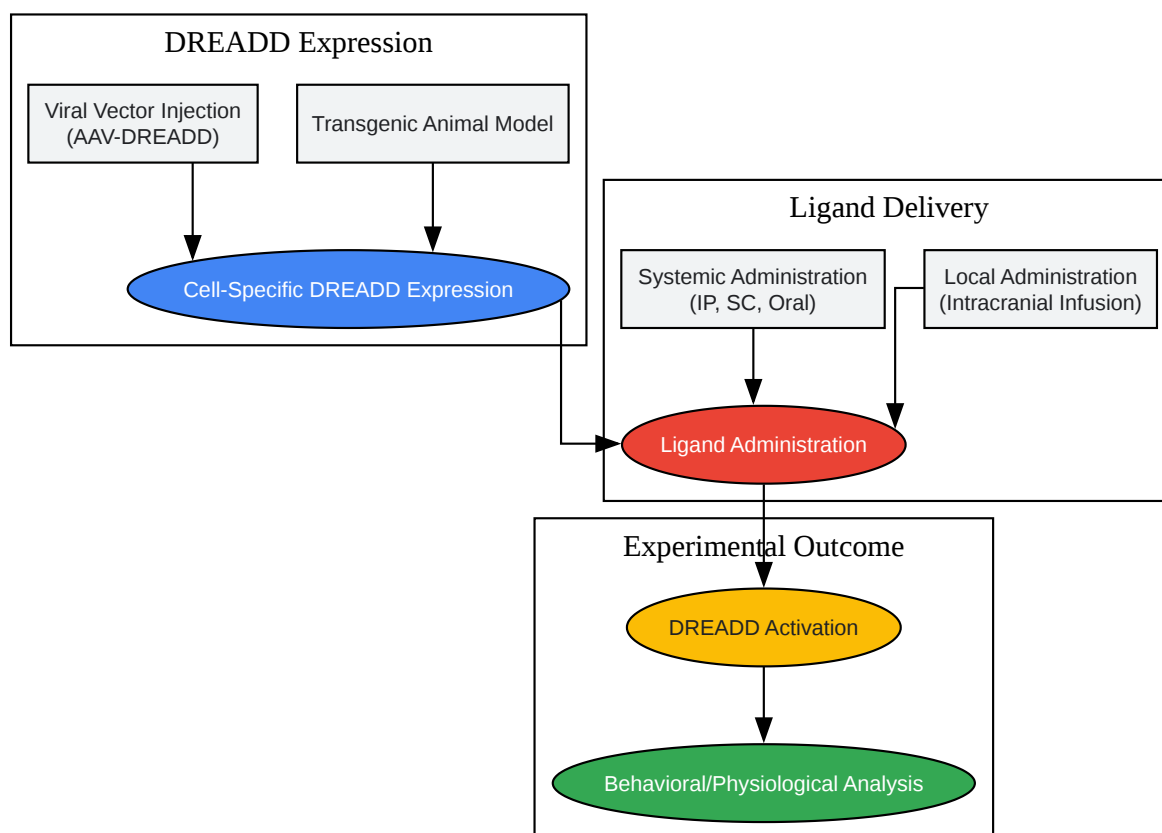 DREADD Expression
Viral Vector Injection
(AAV-DREADD)
Transgenic Animal Model
Cell-Specific DREADD Expression
Ligand Delivery
Systemic Administration
(IP, SC, Oral)
Local Administration
(Intracranial Infusion)
Ligand Administration
Experimental Outcome
DREADD Activation
Behavioral/Physiological Analysis